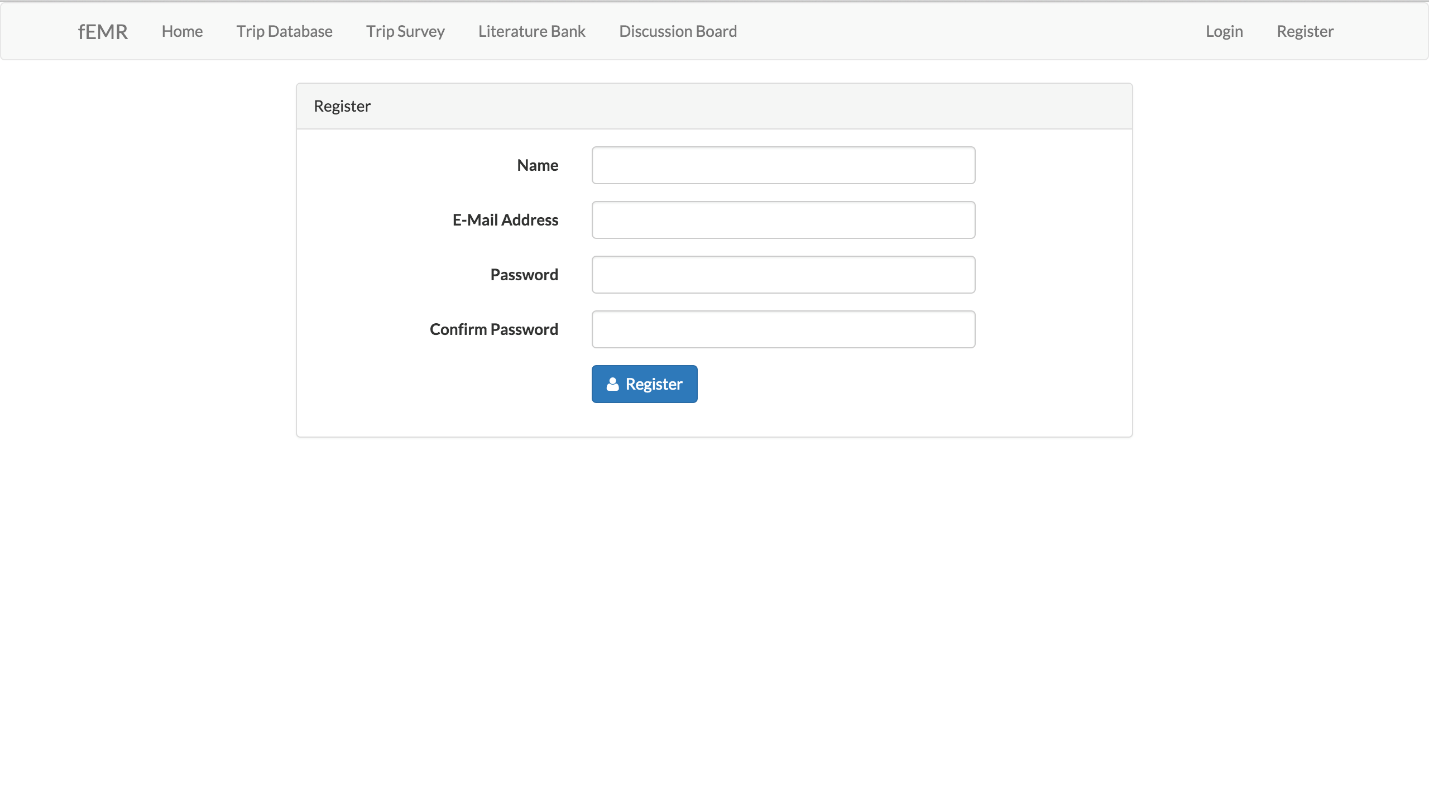 fEMR Home Trip Database Trip Survey Literature Bank Discussion Board Login Register
Register
Name
E-Mail Address
Password
Confirm Password
Register